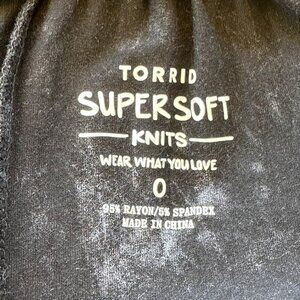 TORRID
SUPERSOFT
KNITS
WEAR WHAT YOU LOVE
0
95% RAYON/5% SPANDEX
MADE IN CHINA